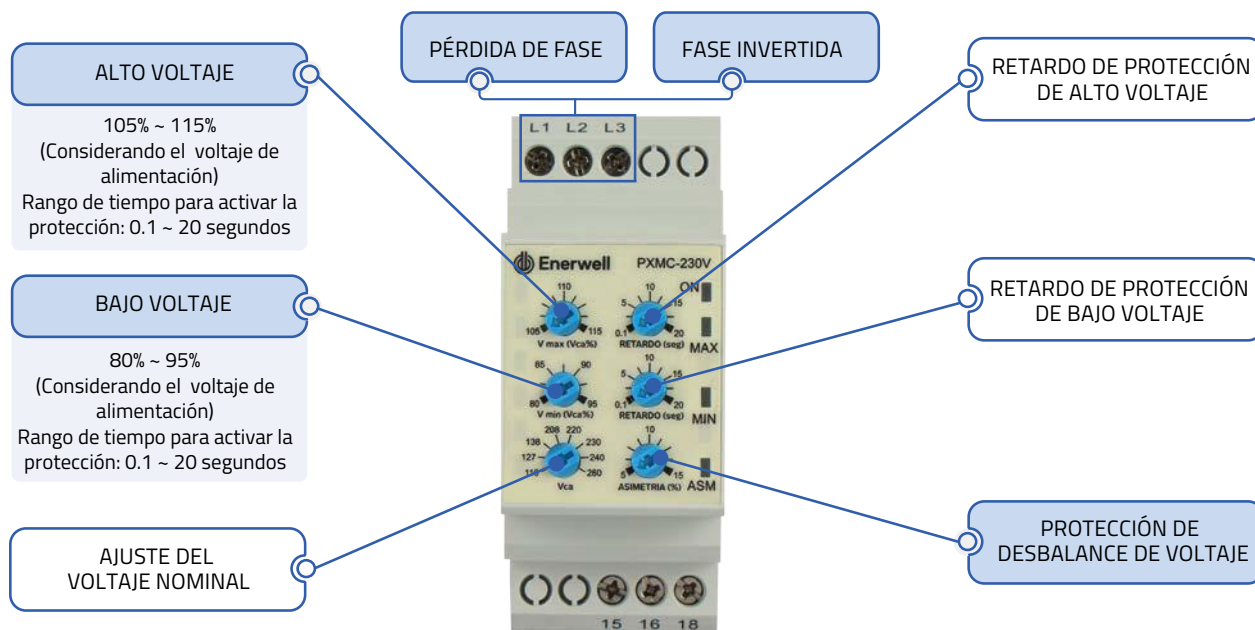 PÉRDIDA DE FASE
FASE INVERTIDA
ALTO VOLTAJE
105% ~ 115%
(Considerando el voltaje de
alimentación)
Rango de tiempo para activar la
protección: 0.1 ~ 20 segundos
RETARDO DE PROTECCIÓN
DE ALTO VOLTAJE
BAJO VOLTAJE
80% ~ 95%
(Considerando el voltaje de
alimentación)
Rango de tiempo para activar la
protección: 0.1 ~ 20 segundos
RETARDO DE PROTECCIÓN
DE BAJO VOLTAJE
AJUSTE DEL
VOLTAJE NOMINAL
PROTECCIÓN DE
DESBALANCE DE VOLTAJE
L1 L2 L3
Enerwell PXMC-230V
ON
110
105 115
V max (Vca%)
10
5 15
0.1 20
RETARDO (seg)
MAX
85 90
80 95
V min (Vca%)
10
5 15
0.1 20
RETARDO (seg)
MIN
208 220
138 230
127 240
260
Vca
10
5 15
ASIMETRIA (%)
ASM
15 16 18